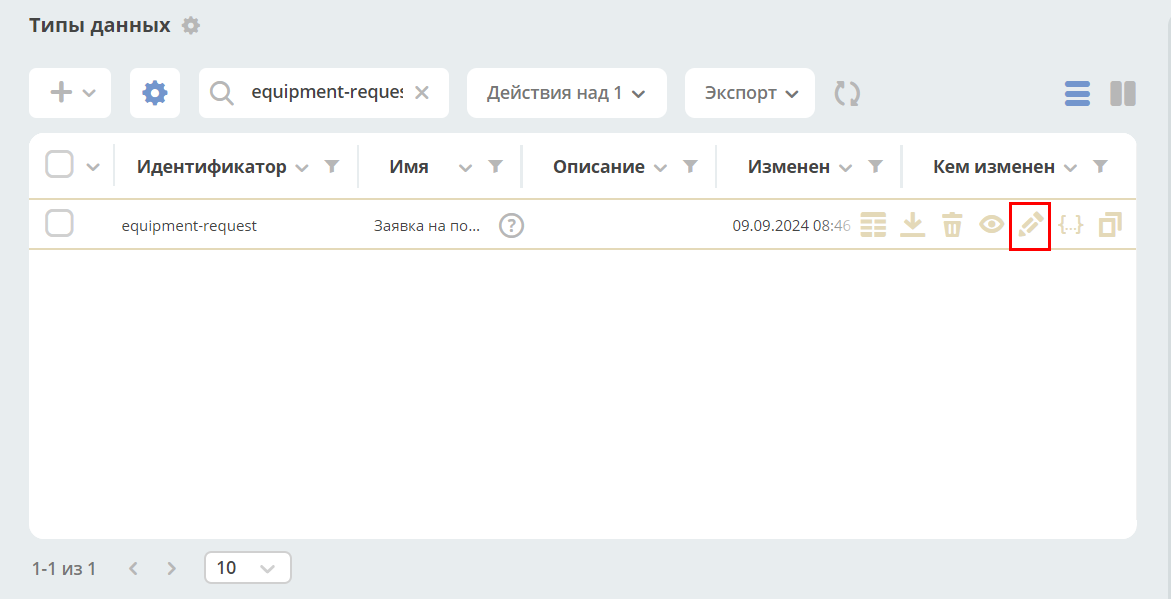 Типы данных
equipment-reques
Действия над 1
Экспорт
Идентификатор
Имя
Описание
Изменен
Кем изменен
equipment-request
Заявка на по...
?
09.09.2024 08:46
{...}
1-1 из 1
10